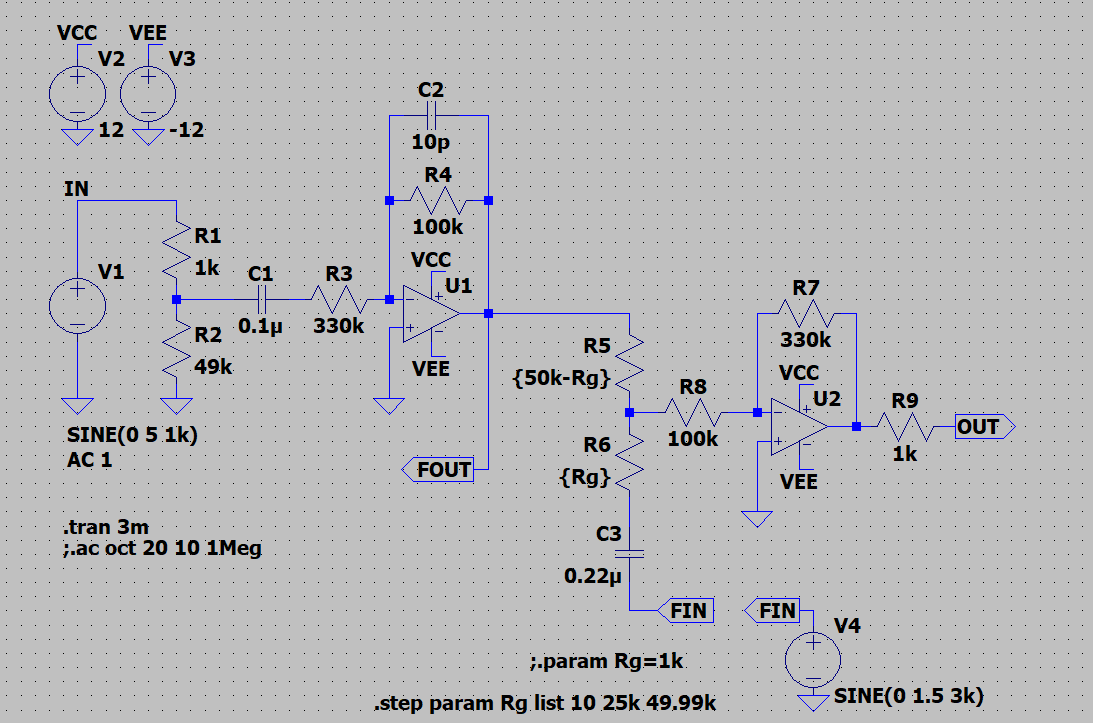 VCC VEE
V2 V3
12 -12
IN
V1
R1
1k
R2
49k
SINE(0 5 1k)
AC 1
C1
0.1µ
R3
330k
C2
10p
R4
100k
VCC
U1
VEE
FOUT
R5
{50k-Rg}
R6
{Rg}
C3
0.22µ
FIN
R8
100k
R7
330k
VCC
U2
VEE
R9
1k
OUT
FIN
V4
SINE(0 1.5 3k)
.tran 3m
;.ac oct 20 10 1Meg
;.param Rg=1k
.step param Rg list 10 25k 49.99k